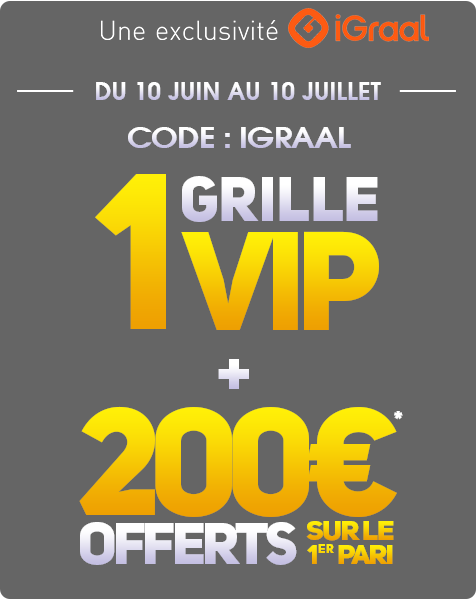 Une exclusivité iGraal
DU 10 JUIN AU 10 JUILLET
CODE : IGRAAL
1 GRILLE
VIP
+
200€*
OFFERTS SUR LE
1ER PARI